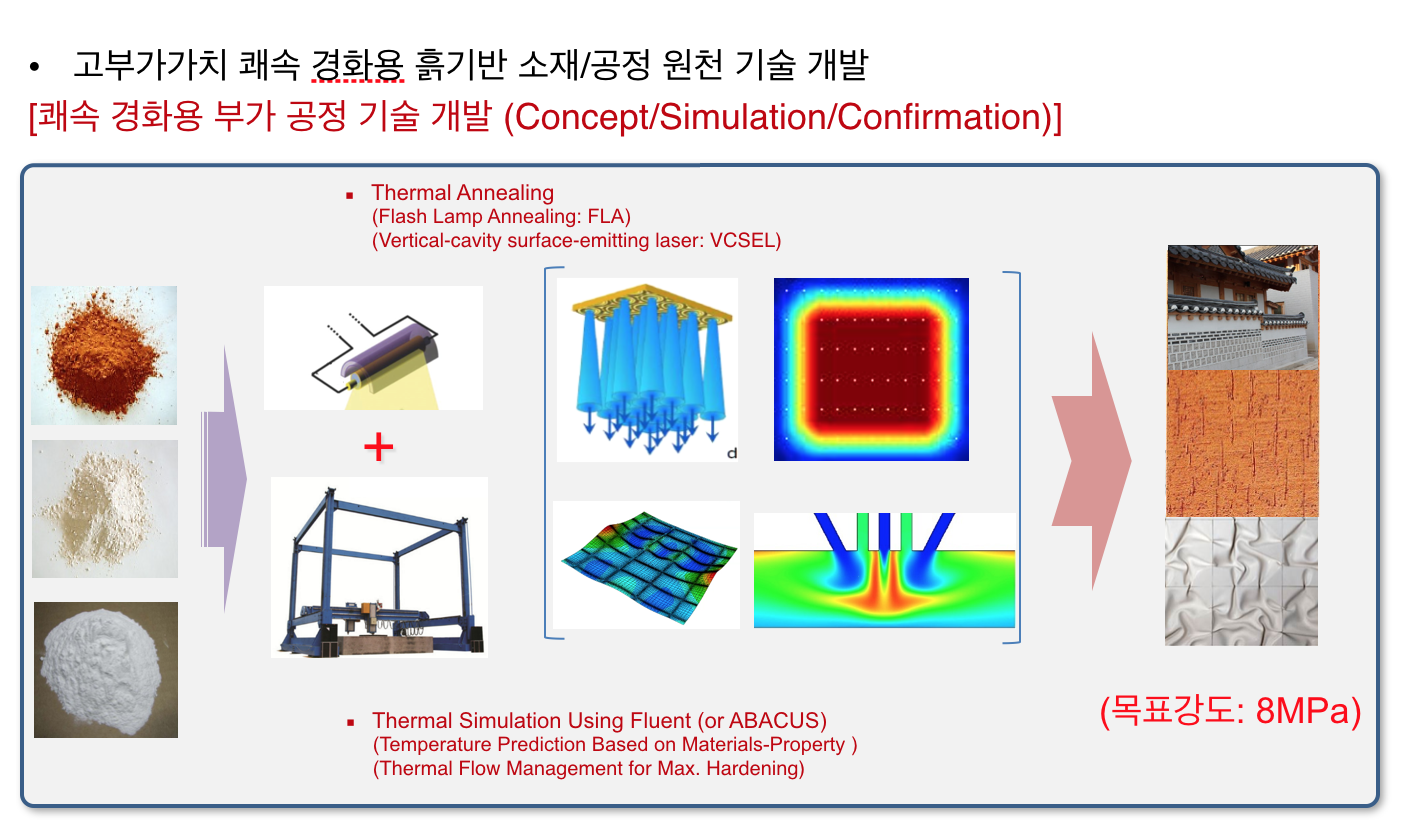 • 고부가가치 쾌속 경화용 흙기반 소재/공정 원천 기술 개발
[쾌속 경화용 부가 공정 기술 개발 (Concept/Simulation/Confirmation)]
▪ Thermal Annealing
(Flash Lamp Annealing: FLA)
(Vertical-cavity surface-emitting laser: VCSEL)
+
d
▪ Thermal Simulation Using Fluent (or ABACUS)
(Temperature Prediction Based on Materials-Property )
(Thermal Flow Management for Max. Hardening)
(목표강도: 8MPa)